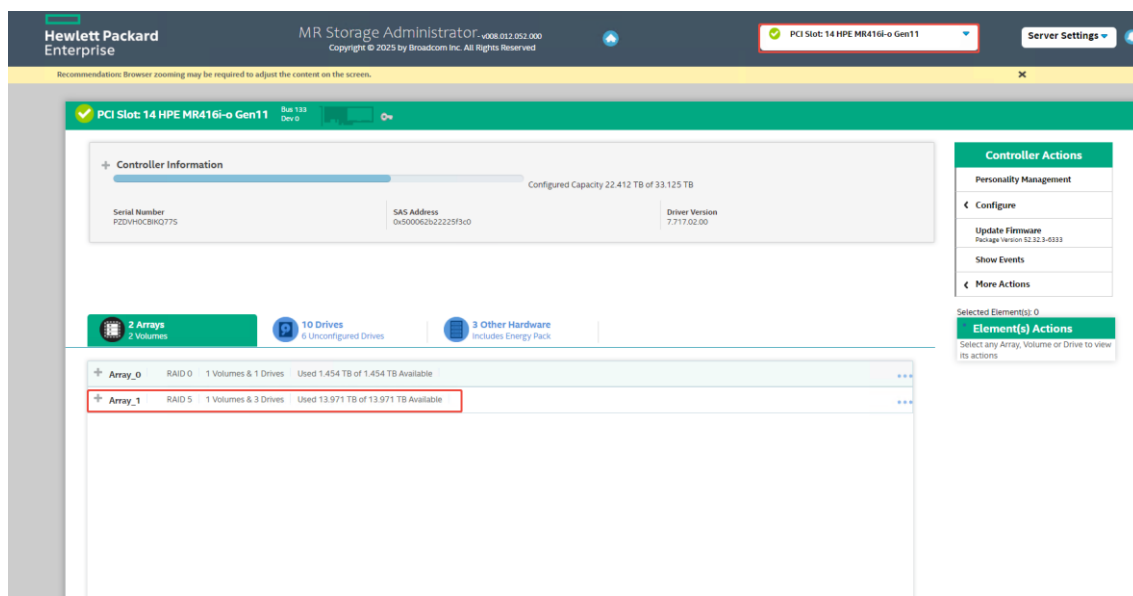 Hewlett Packard
Enterprise
MR Storage Administrator - v008.012.052.000
Copyright © 2025 by Broadcom Inc. All Rights Reserved
PCI Slot: 14 HPE MR416i-o Gen11
Server Settings
Recommendation: Browser zooming may be required to adjust the content on the screen.
PCI Slot: 14 HPE MR416i-o Gen11
Bus 133
Dev 0
Controller Information
Configured Capacity 22.412 TB of 33.125 TB
Serial Number
PZDVH0CBIKQ77S
SAS Address
0x500062b22225f3c0
Driver Version
7.717.02.00
Controller Actions
Personality Management
Configure
Update Firmware
Package Version 52.32.3-6333
Show Events
More Actions
2 Arrays
2 Volumes
10 Drives
6 Unconfigured Drives
3 Other Hardware
Includes Energy Pack
Selected Element(s): 0
Element(s) Actions
Select any Array, Volume or Drive to view
its actions
Array_0 RAID 0 1 Volumes & 1 Drives Used 1.454 TB of 1.454 TB Available
Array_1 RAID 5 1 Volumes & 3 Drives Used 13.971 TB of 13.971 TB Available